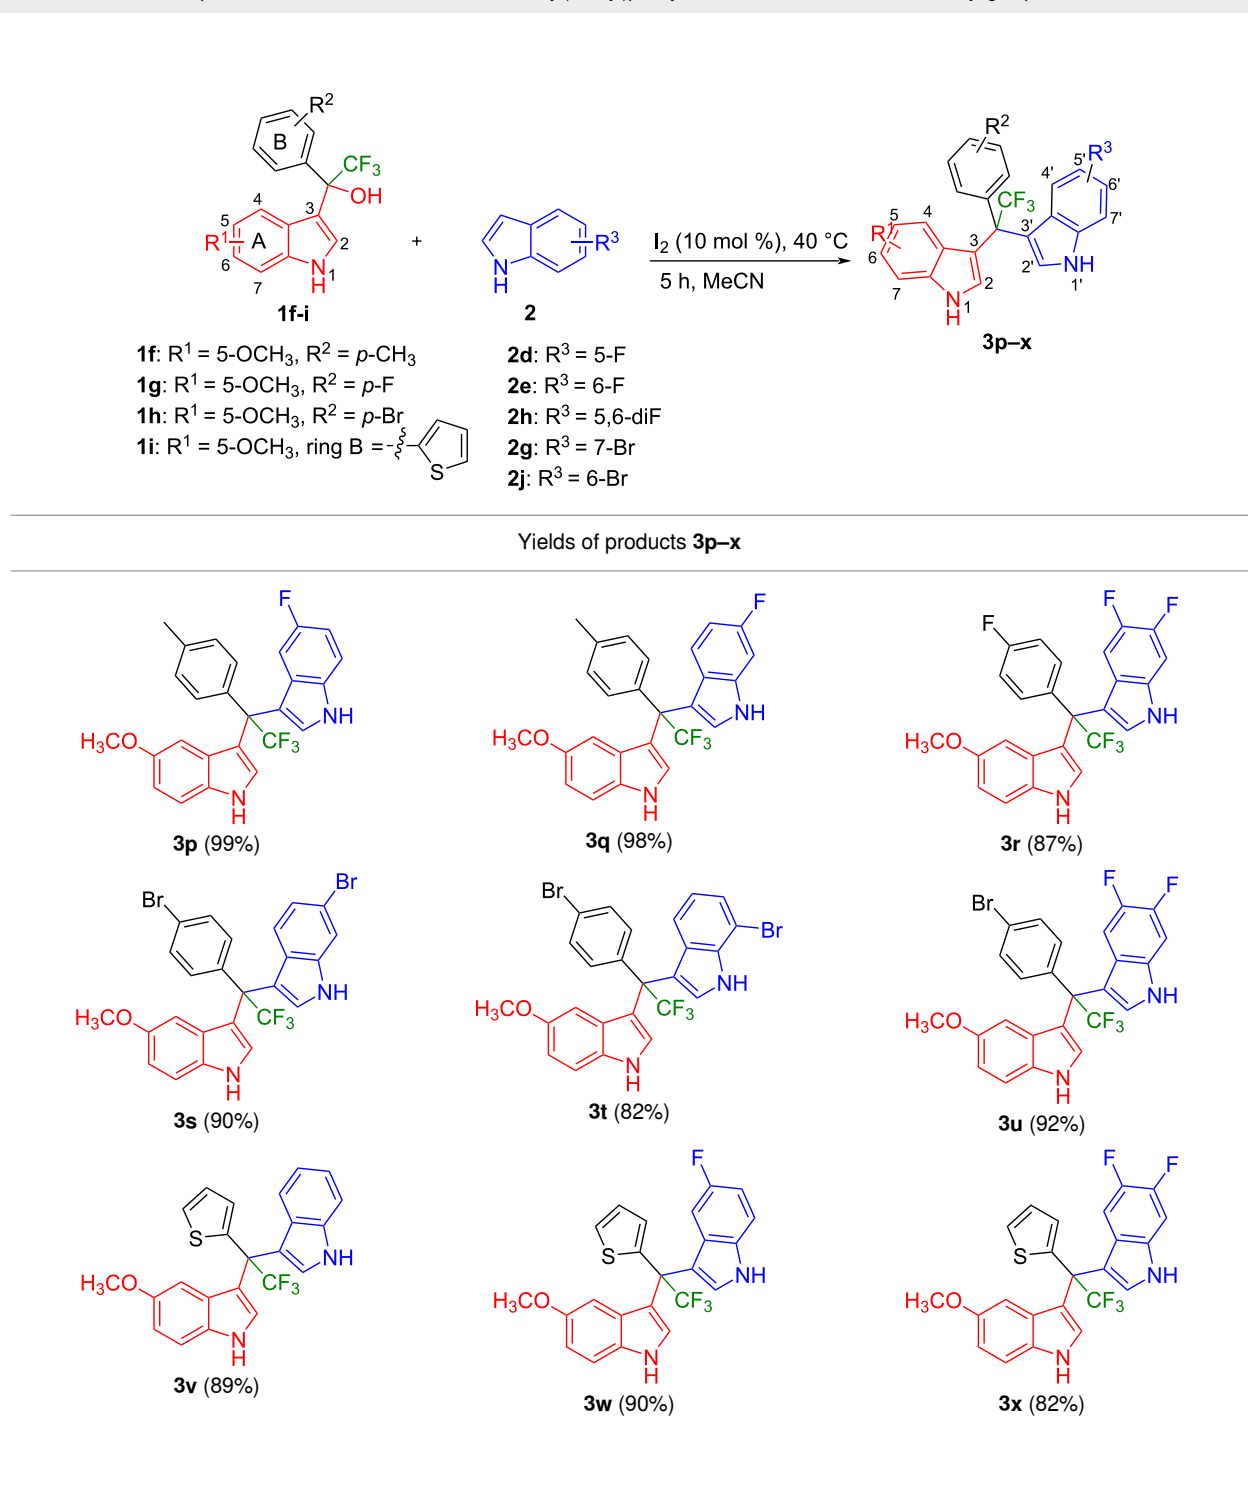 R2
B
CF3
OH
3
4
5
R1
A
2
6
N
H
1
7
1f-i
+
N
H
R3
2
I2 (10 mol %), 40 °C
5 h, MeCN
R2
R3
4'
5'
6'
7'
CF3
3'
2'
NH
1'
R1
5
4
3
6
7
2
N
H
1
3p–x
1f: R1 = 5-OCH3, R2 = p-CH3
1g: R1 = 5-OCH3, R2 = p-F
1h: R1 = 5-OCH3, R2 = p-Br
1i: R1 = 5-OCH3, ring B =
S
2d: R3 = 5-F
2e: R3 = 6-F
2h: R3 = 5,6-diF
2g: R3 = 7-Br
2j: R3 = 6-Br
Yields of products 3p–x
F
NH
CF3
H3CO
N
H
3p (99%)
F
NH
CF3
H3CO
N
H
3q (98%)
F
F
F
NH
CF3
H3CO
N
H
3r (87%)
Br
Br
NH
CF3
H3CO
N
H
3s (90%)
Br
Br
NH
CF3
H3CO
N
H
3t (82%)
F
F
Br
NH
CF3
H3CO
N
H
3u (92%)
S
NH
CF3
H3CO
N
H
3v (89%)
F
S
NH
CF3
H3CO
N
H
3w (90%)
F
F
S
NH
CF3
H3CO
N
H
3x (82%)